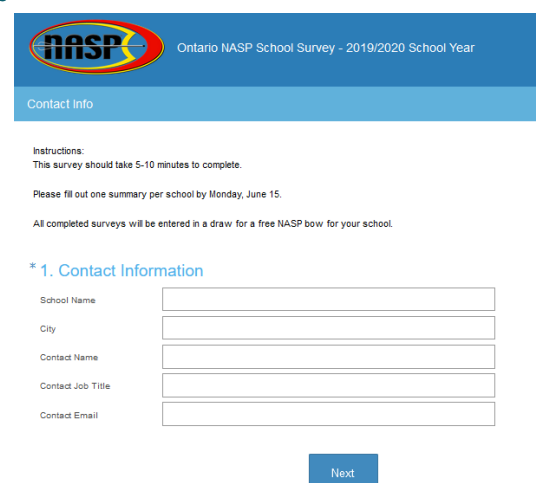 NASP
Ontario NASP School Survey - 2019/2020 School Year
Contact Info
Instructions:
This survey should take 5-10 minutes to complete.
Please fill out one summary per school by Monday, June 15.
All completed surveys will be entered in a draw for a free NASP bow for your school.
* 1. Contact Information
School Name
City
Contact Name
Contact Job Title
Contact Email
Next